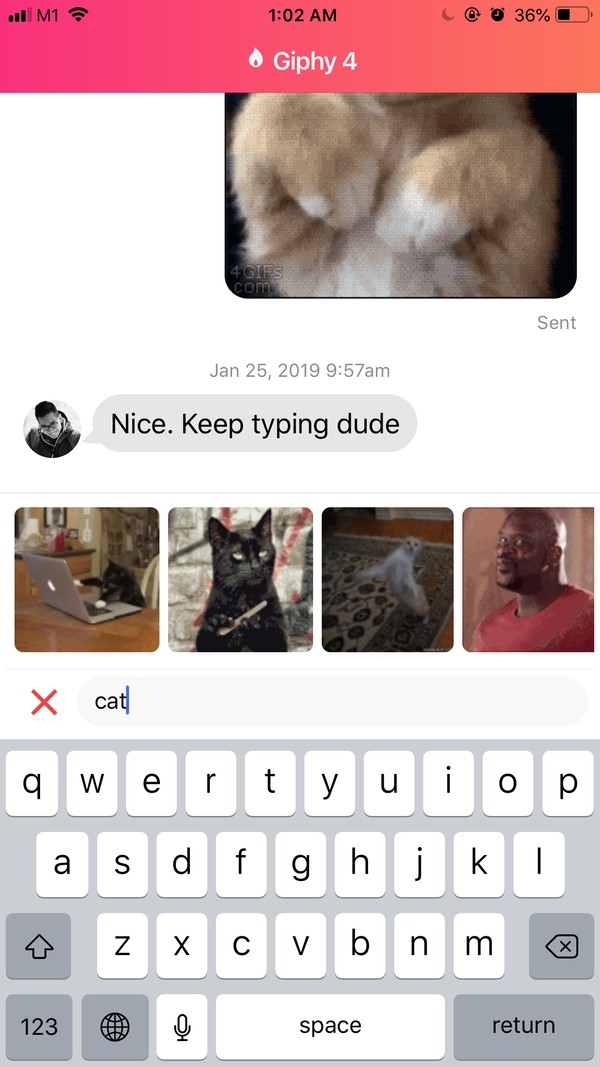 M1 1:02 AM 36%
Giphy 4
4GIFs
com
Sent
Jan 25, 2019 9:57am
Nice. Keep typing dude
cat
q w e r t y u i o p
a s d f g h j k l
z x c v b n m
123 space return